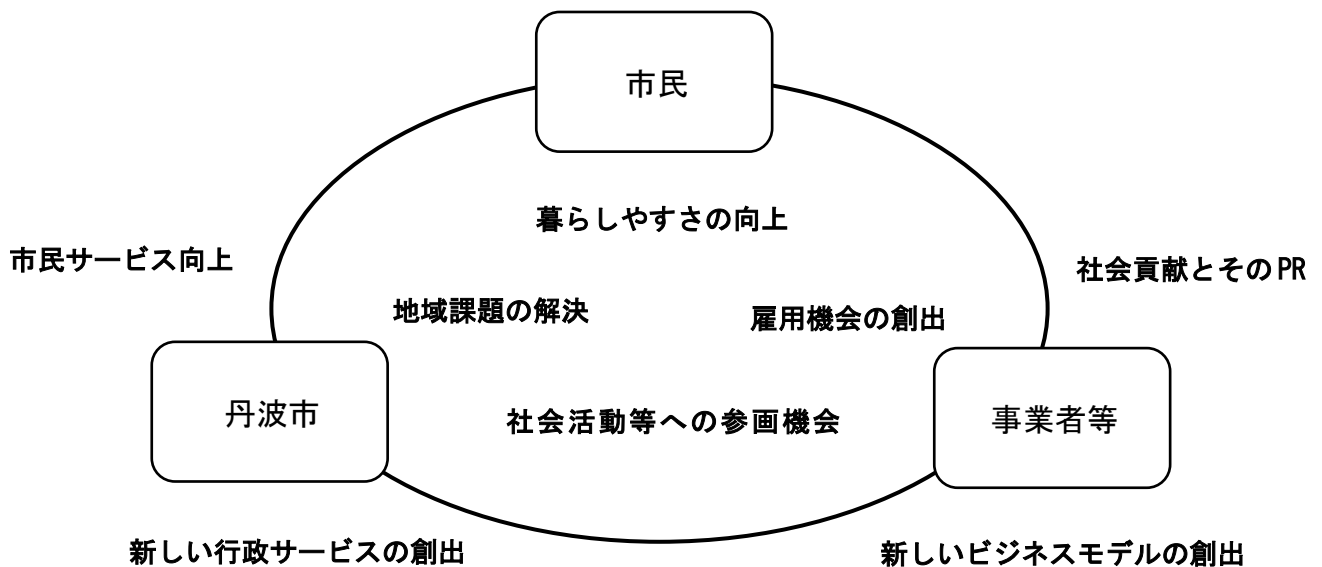 市民
暮らしやすさの向上
市民サービス向上
社会貢献とそのPR
地域課題の解決
雇用機会の創出
丹波市
社会活動等への参画機会
事業者等
新しい行政サービスの創出
新しいビジネスモデルの創出